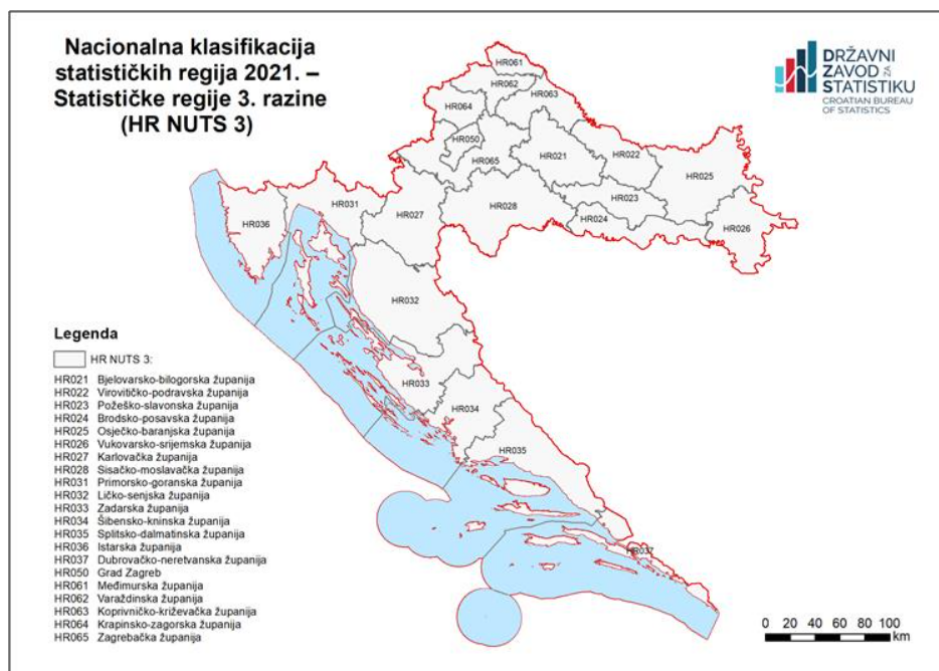 Nacionalna klasifikacija
statističkih regija 2021. –
Statističke regije 3. razine
(HR NUTS 3)
DRŽAVNI
ZAVOD ZA
STATISTIKU
CROATIAN BUREAU
OF STATISTICS
HR061
HR062
HR063
HR064
HR050
HR065
HR021
HR022
HR025
HR023
HR024
HR026
HR028
HR027
HR031
HR036
HR032
HR033
HR034
HR035
HR037
Legenda
HR NUTS 3:
HR021 Bjelovarsko-bilogorska županija
HR022 Virovitičko-podravska županija
HR023 Požeško-slavonska županija
HR024 Brodsko-posavska županija
HR025 Osječko-baranjska županija
HR026 Vukovarsko-srijemska županija
HR027 Karlovačka županija
HR028 Sisačko-moslavačka županija
HR031 Primorsko-goranska županija
HR032 Ličko-senjska županija
HR033 Zadarska županija
HR034 Šibensko-kninska županija
HR035 Splitsko-dalmatinska županija
HR036 Istarska županija
HR037 Dubrovačko-neretvanska županija
HR050 Grad Zagreb
HR061 Međimurska županija
HR062 Varaždinska županija
HR063 Koprivničko-križevačka županija
HR064 Krapinsko-zagorska županija
HR065 Zagrebačka županija
0 20 40 60 80 100
km